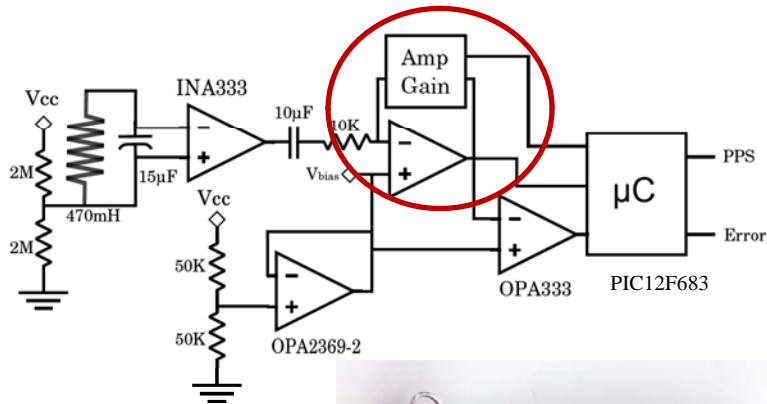 Amp
Gain
INA333
Vcc
10µF
10K
2M
15µF
470mH
2M
Vbias
Vcc
50K
50K
OPA2369-2
OPA333
µC
PPS
Error
PIC12F683
−
+
−
+
−
+
−
+